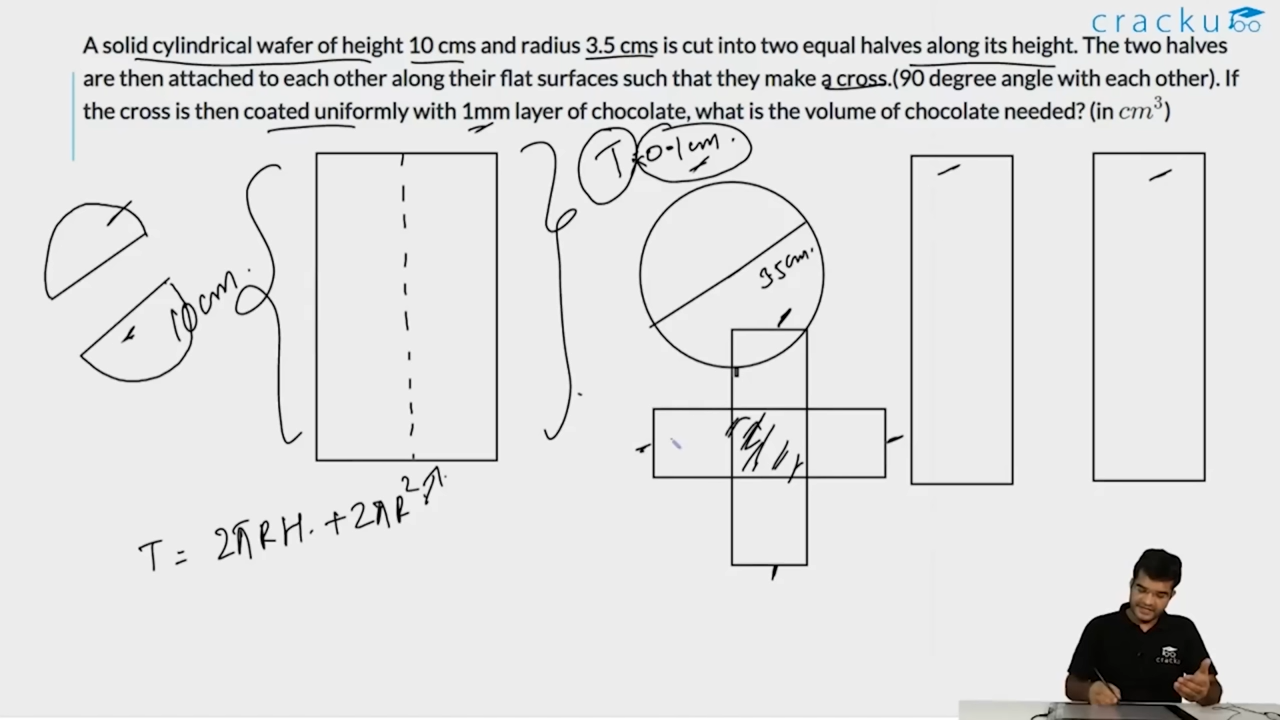 cracku
A solid cylindrical wafer of height 10 cms and radius 3.5 cms is cut into two equal halves along its height. The two halves
are then attached to each other along their flat surfaces such that they make a cross.(90 degree angle with each other). If
the cross is then coated uniformly with 1mm layer of chocolate, what is the volume of chocolate needed? (in cm³)
T × 0.1cm.
10cm.
3.5cm.
T = 2πRH. + 2πR²
cracku